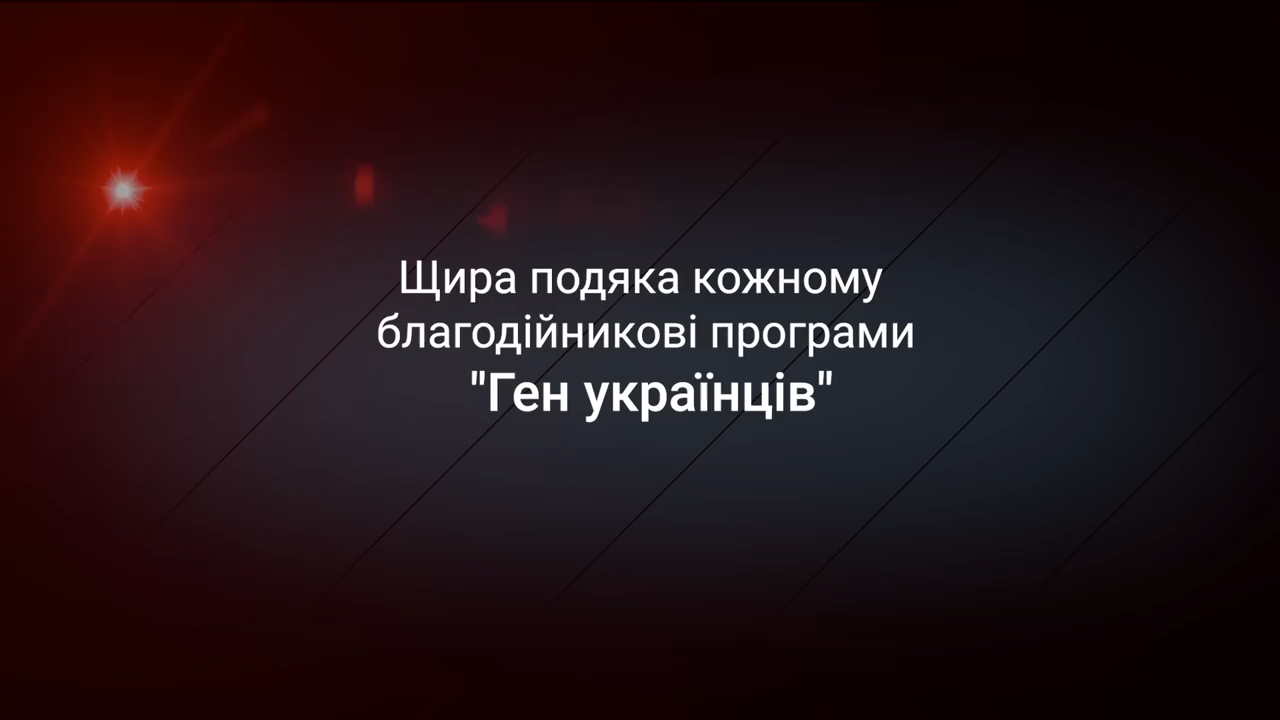 Щира подяка кожному
благодійникові програми
"Ген українців"